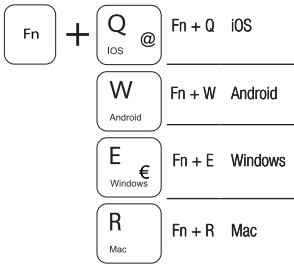 Fn + Q @ Fn + Q iOS
IOS
W Fn + W Android
Android
E € Fn + E Windows
Windows
R Fn + R Mac
Mac